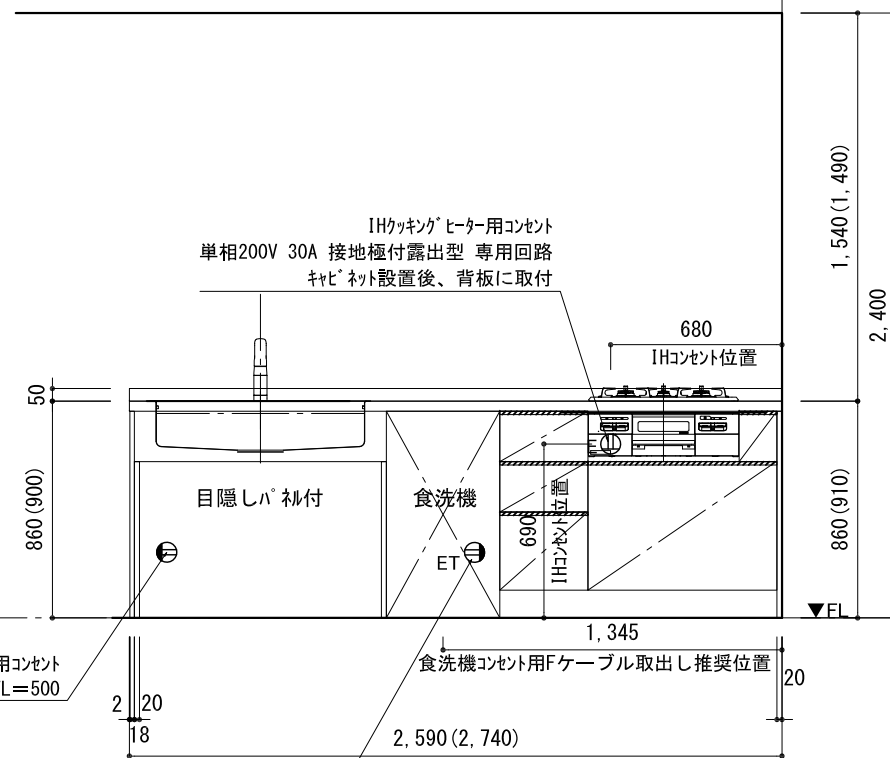 IHクッキングヒーター用コンセント
単相200V 30A 接地極付露出型 専用回路
キャビネット設置後、背板に取付
1,540(1,490)
2,400
680
IHコンセント位置
50
860(900)
目隠しパネル付
食洗機
ET
690
IHコンセント位置
860(910)
▼FL
1,345
食洗機コンセント用Fケーブル取出し推奨位置
用コンセント
L=500
2
20
18
20
2,590(2,740)